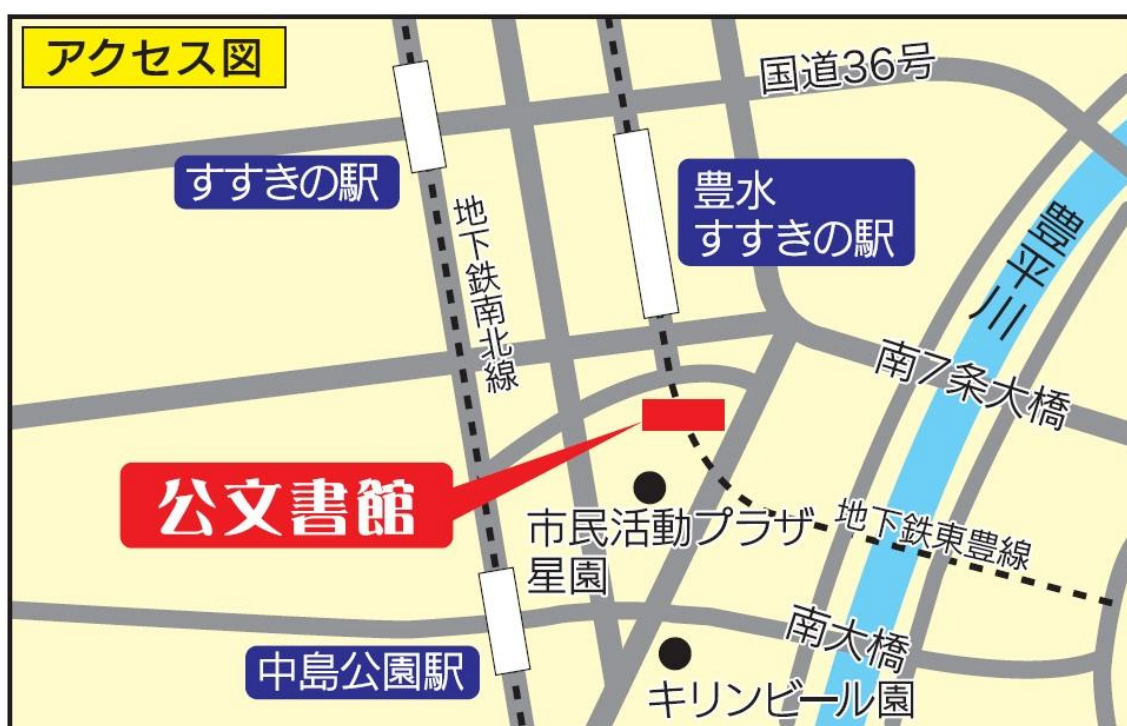 アクセス図
国道36号
すすきの駅
豊水
すすきの駅
地下鉄南北線
豊平川
南7条大橋
公文書館
市民活動プラザ
星園
地下鉄東豊線
南大橋
中島公園駅
キリンビール園